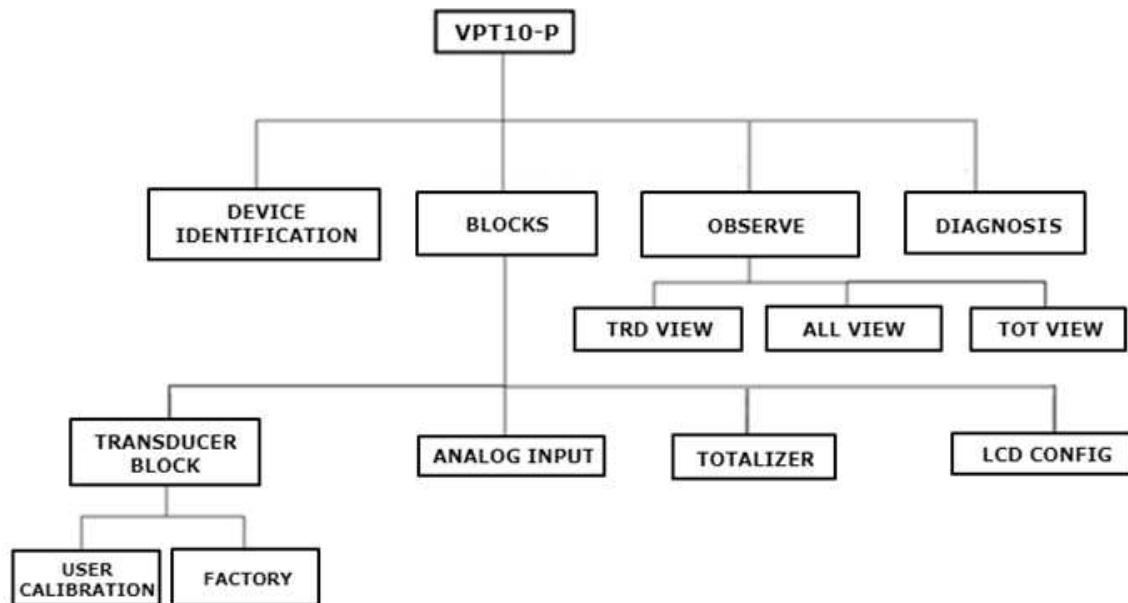 VPT10-P
DEVICE
IDENTIFICATION
BLOCKS
OBSERVE
DIAGNOSIS
TRD VIEW
ALL VIEW
TOT VIEW
TRANSDUCER
BLOCK
ANALOG INPUT
TOTALIZER
LCD CONFIG
USER
CALIBRATION
FACTORY